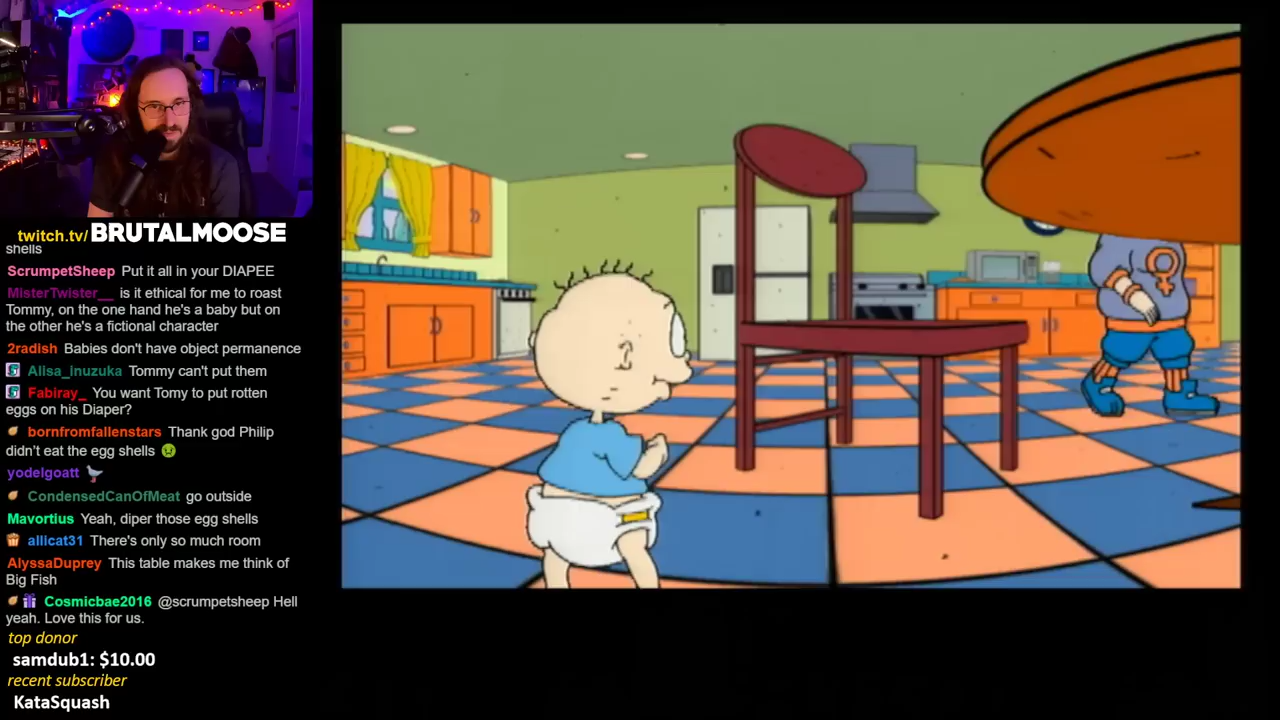 twitch.tv/BRUTALMOOSE
shells
ScrumpetSheep Put it all in your DIAPEE
MisterTwister__ is it ethical for me to roast
Tommy, on the one hand he's a baby but on
the other he's a fictional character
2radish Babies don't have object permanence
Alisa_inuzuka Tommy can't put them
Fabiray_ You want Tomy to put rotten
eggs on his Diaper?
bornfromfallenstars Thank god Philip
didn't eat the egg shells
yodelgoatt
CondensedCanOfMeat go outside
Mavortius Yeah, diper those egg shells
allicat31 There's only so much room
AlyssaDuprey This table makes me think of
Big Fish
Cosmicbae2016 @scrumpetsheep Hell
yeah. Love this for us.
top donor
samdub1: $10.00
recent subscriber
KataSquash